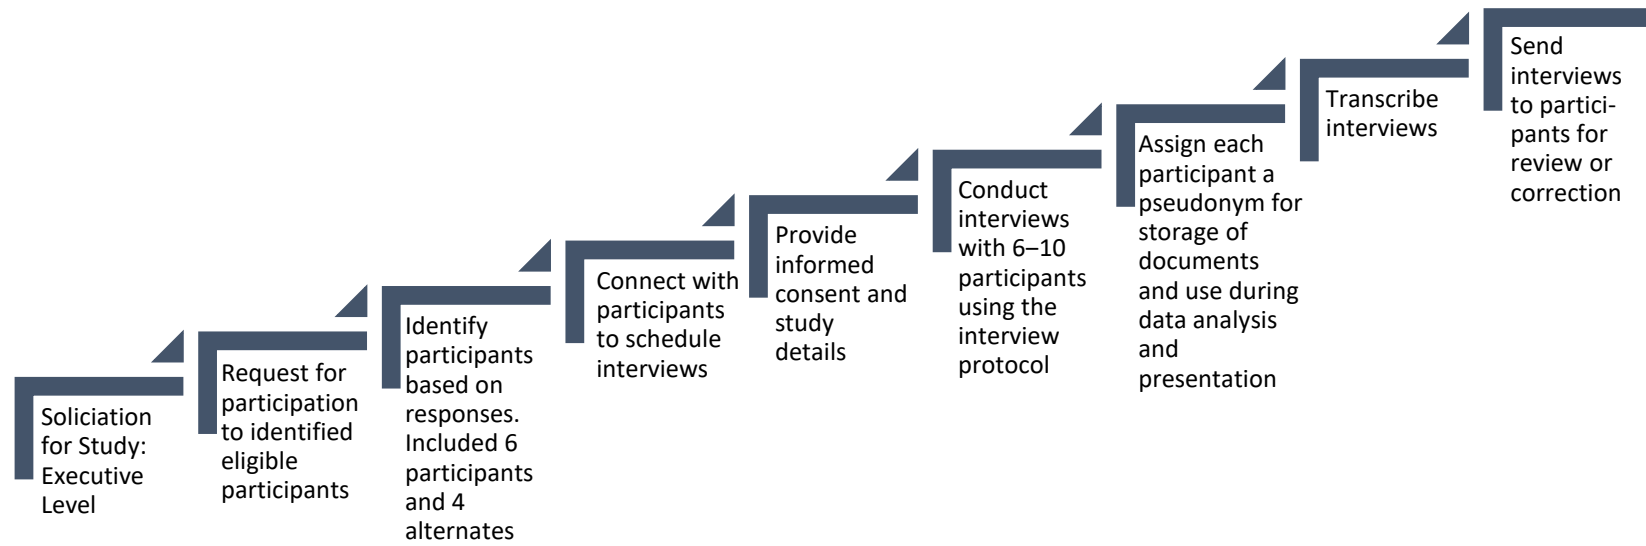 Soliciation
for Study:
Executive
Level
Request for
participation
to identified
eligible
participants
Identify
participants
based on
responses.
Included 6
participants
and 4
alternates
Connect with
participants
to schedule
interviews
Provide
informed
consent and
study
details
Conduct
interviews
with 6–10
participants
using the
interview
protocol
Assign each
participant a
pseudonym for
storage of
documents
and use during
data analysis
and
presentation
Transcribe
interviews
Send
interviews
to partici-
pants for
review or
correction